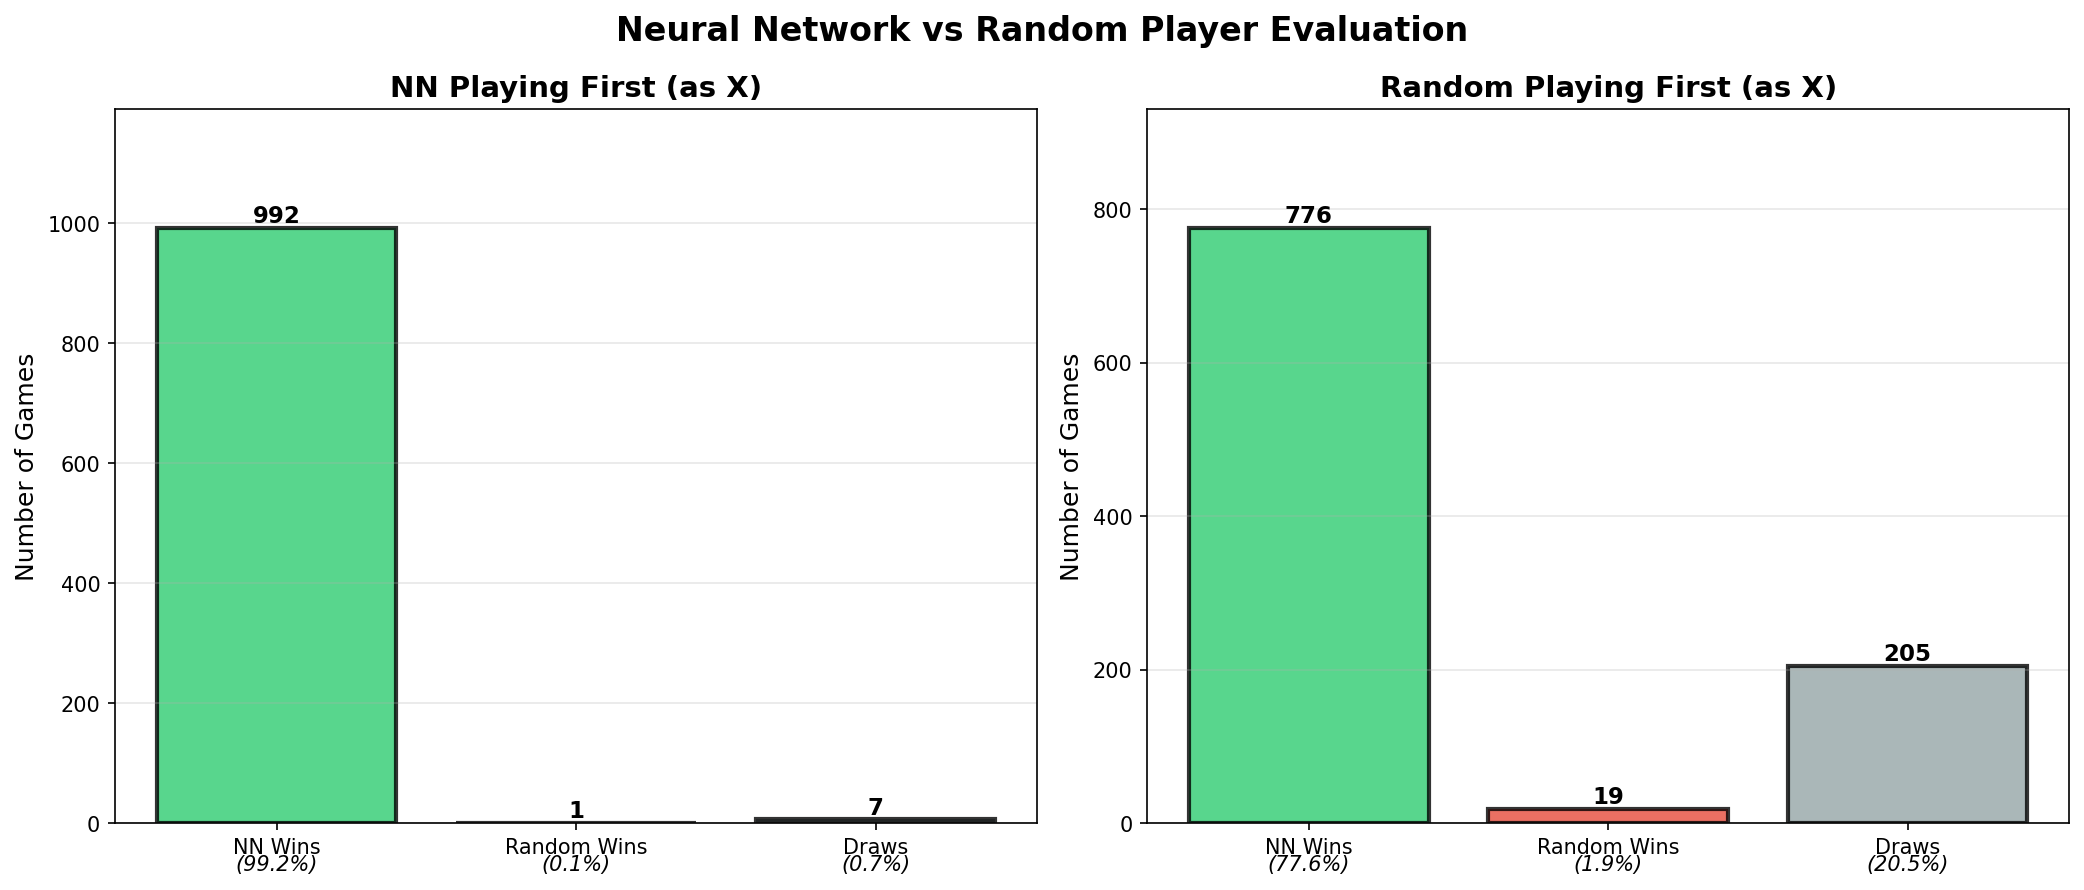 Neural Network vs Random Player Evaluation
NN Playing First (as X)
Number of Games
1000
800
600
400
200
0
992
1
7
NN Wins
(99.2%)
Random Wins
(0.1%)
Draws
(0.7%)
Random Playing First (as X)
Number of Games
800
600
400
200
0
776
19
205
NN Wins
(77.6%)
Random Wins
(1.9%)
Draws
(20.5%)